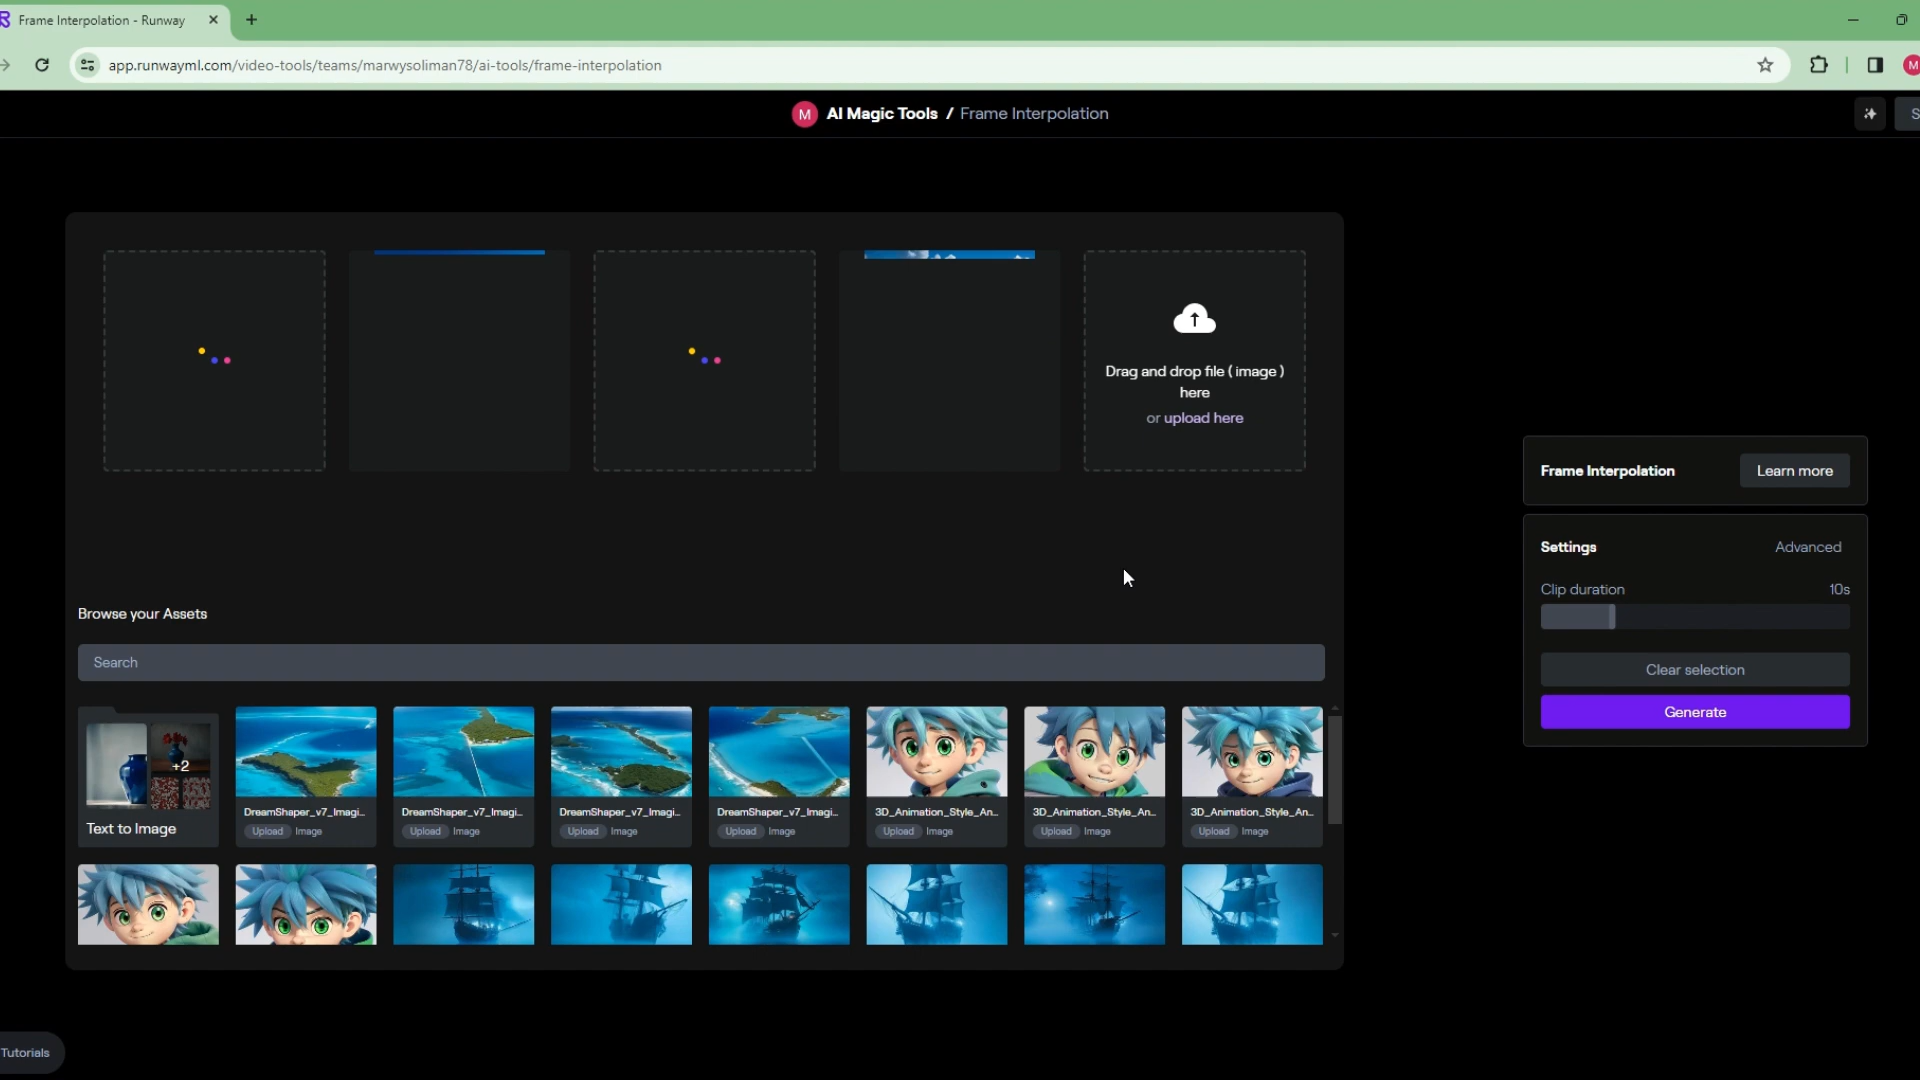 Frame Interpolation - Runway
app.runwayml.com/video-tools/teams/marwysoliman78/ai-tools/frame-interpolation
M
M AI Magic Tools / Frame Interpolation
S
Drag and drop file ( image )
here
or upload here
Frame Interpolation
Learn more
Settings
Advanced
Clip duration
10s
Clear selection
Generate
Browse your Assets
Search
+2
Text to Image
DreamShaper_v7_Imagi...
Upload Image
DreamShaper_v7_Imagi...
Upload Image
DreamShaper_v7_Imagi...
Upload Image
DreamShaper_v7_Imagi...
Upload Image
3D_Animation_Style_An...
Upload Image
3D_Animation_Style_An...
Upload Image
3D_Animation_Style_An...
Upload Image
Tutorials